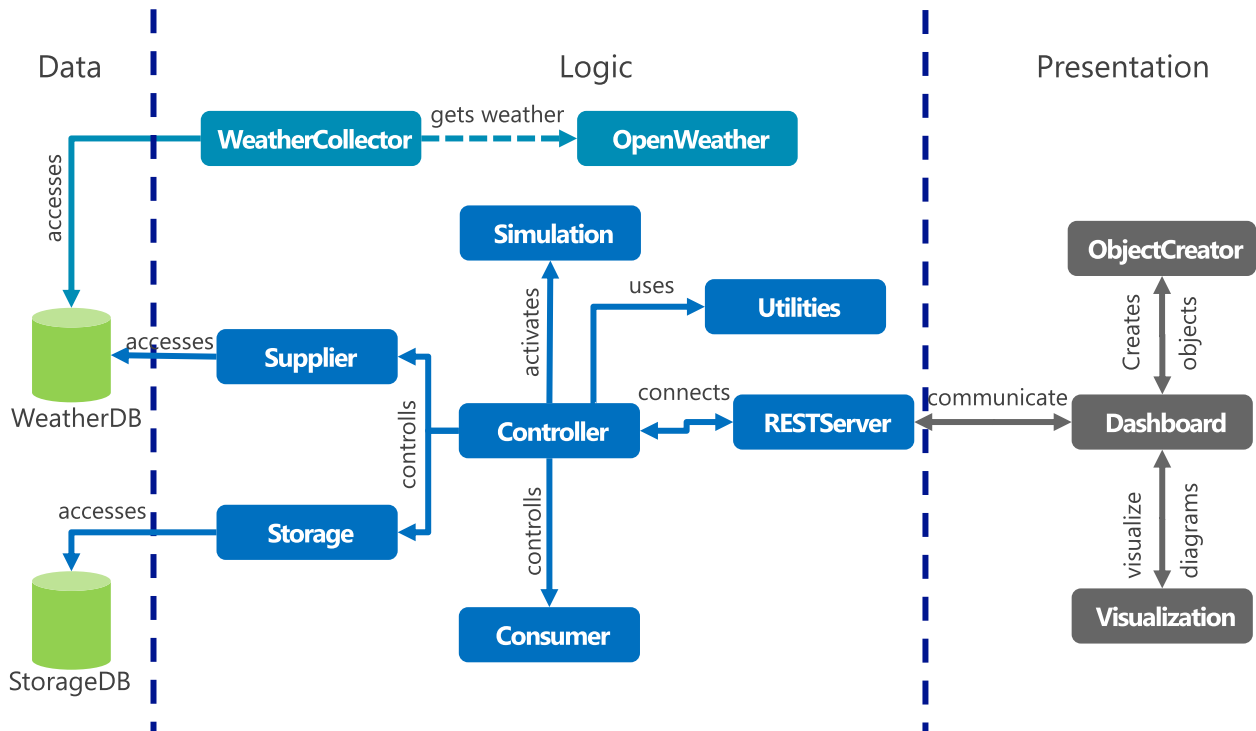 Data
Logic
Presentation
gets weather
WeatherCollector
OpenWeather
accesses
Simulation
ObjectCreator
uses
Utilities
activates
Creates
objects
accesses
Supplier
connects
communicate
WeatherDB
controlls
Controller
RESTServer
Dashboard
accesses
Storage
controlls
visualize
diagrams
Consumer
Visualization
StorageDB